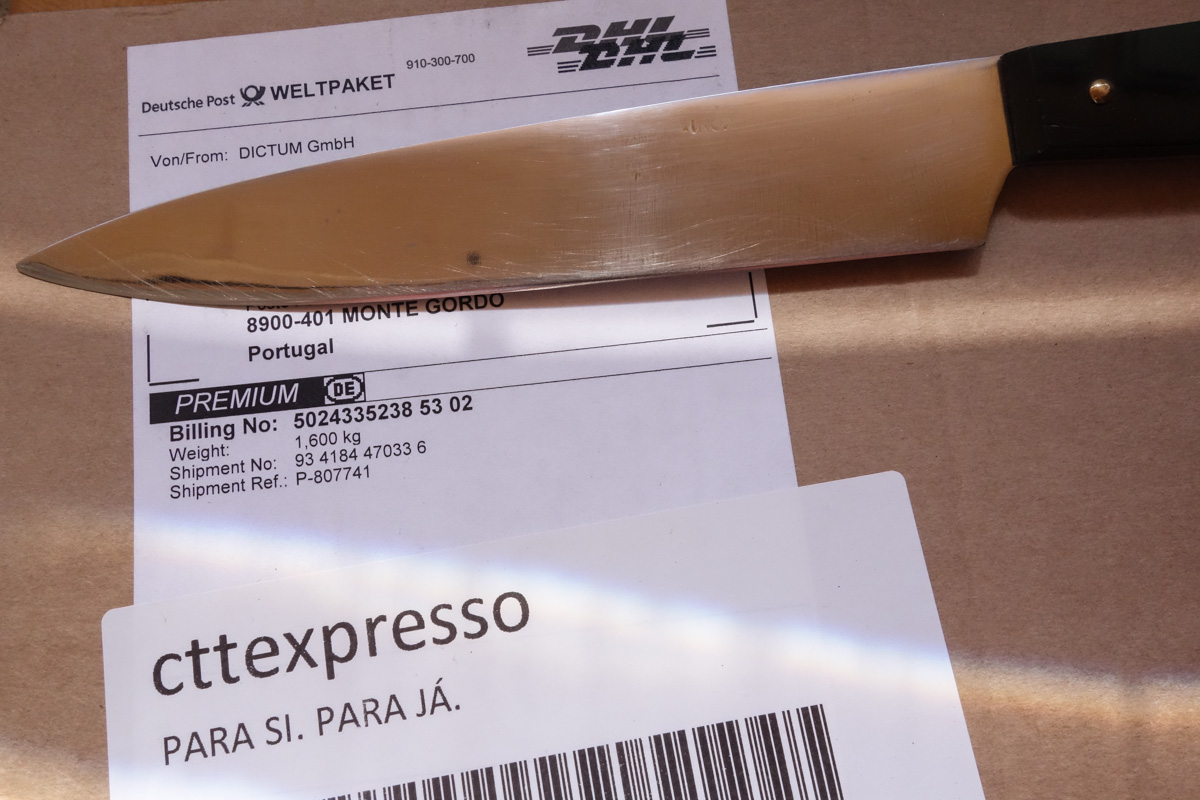 910-300-700
DHL
DHL
Deutsche Post WELTPAKET
Von/From: DICTUM GmbH
8900-401 MONTE GORDO
Portugal
PREMIUM DE
Billing No: 5024335238 53 02
Weight: 1,600 kg
Shipment No: 93 4184 47033 6
Shipment Ref.: P-807741
cttexpresso
PARA SI. PARA JÁ.